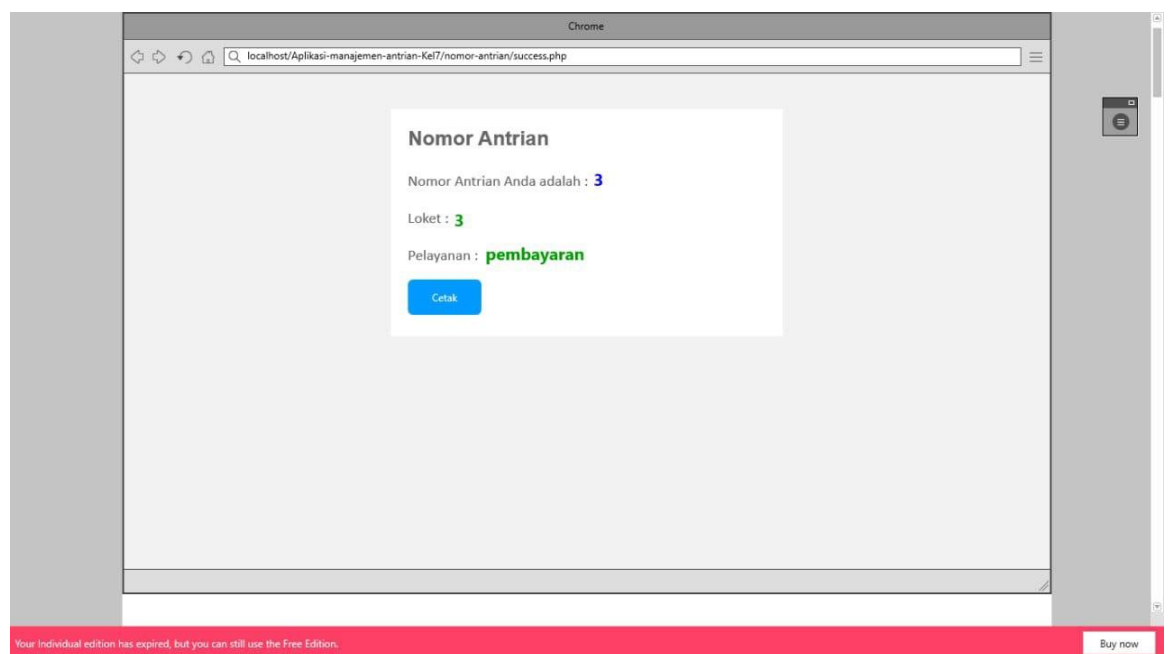 Chrome
localhost/Aplikasi-manajemen-antrian-Kel7/nomor-antrian/success.php
Nomor Antrian
Nomor Antrian Anda adalah : 3
Loket : 3
Pelayanan : pembayaran
Cetak
Your Individual edition has expired, but you can still use the Free Edition.
Buy now